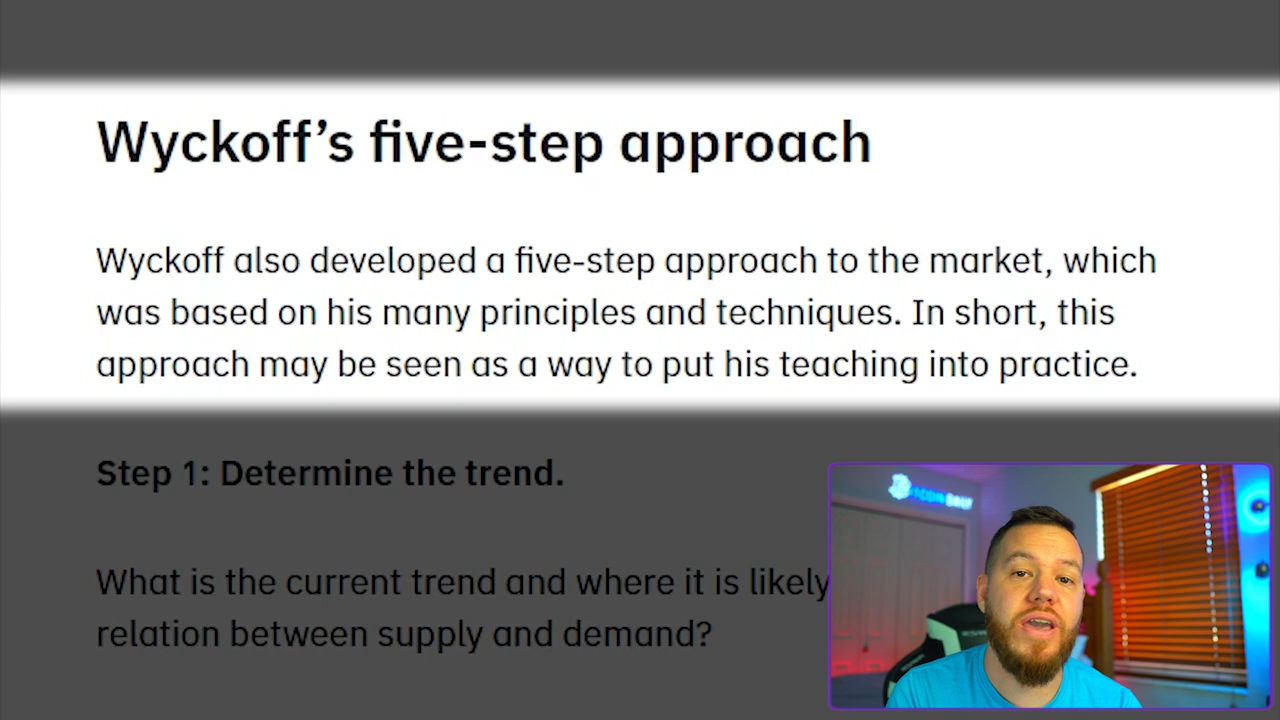 Wyckoff’s five-step approach
Wyckoff also developed a five-step approach to the market, which
was based on his many principles and techniques. In short, this
approach may be seen as a way to put his teaching into practice.
Step 1: Determine the trend.
What is the current trend and where it is likely
relation between supply and demand?